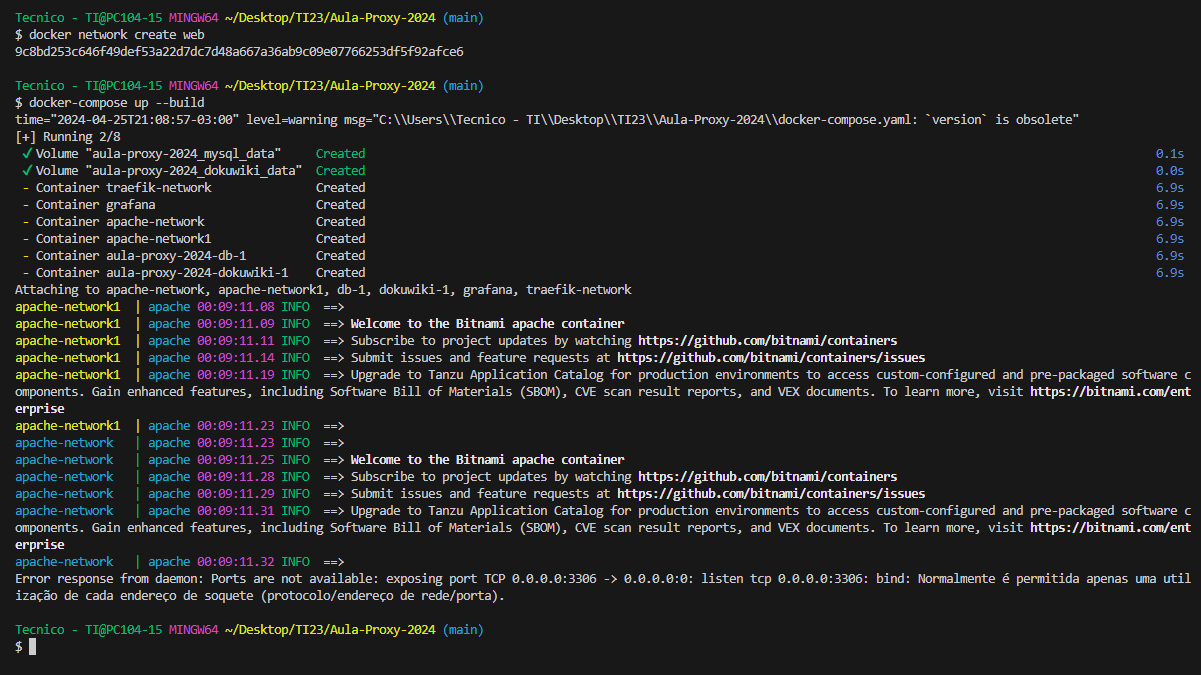 Tecnico - TI@PC104-15 MINGW64 ~/Desktop/TI23/Aula-Proxy-2024 (main)
$ docker network create web
9c8bd253c646f49def53a22d7dc7d48a667a36ab9c09e07766253df5f92afce6
Tecnico - TI@PC104-15 MINGW64 ~/Desktop/TI23/Aula-Proxy-2024 (main)
$ docker-compose up --build
time="2024-04-25T21:08:57-03:00" level=warning msg="C:\\Users\\Tecnico - TI\\Desktop\\TI23\\Aula-Proxy-2024\\docker-compose.yaml: `version` is obsolete"
[+] Running 2/8
✓ Volume "aula-proxy-2024_mysql_data" Created 0.1s
✓ Volume "aula-proxy-2024_dokuwiki_data" Created 0.0s
- Container traefik-network Created 6.9s
- Container grafana Created 6.9s
- Container apache-network Created 6.9s
- Container apache-network1 Created 6.9s
- Container aula-proxy-2024-db-1 Created 6.9s
- Container aula-proxy-2024-dokuwiki-1 Created 6.9s
Attaching to apache-network, apache-network1, db-1, dokuwiki-1, grafana, traefik-network
apache-network1 | apache 00:09:11.08 INFO ==>
apache-network1 | apache 00:09:11.09 INFO ==> Welcome to the Bitnami apache container
apache-network1 | apache 00:09:11.11 INFO ==> Subscribe to project updates by watching https://github.com/bitnami/containers
apache-network1 | apache 00:09:11.14 INFO ==> Submit issues and feature requests at https://github.com/bitnami/containers/issues
apache-network1 | apache 00:09:11.19 INFO ==> Upgrade to Tanzu Application Catalog for production environments to access custom-configured and pre-packaged software c
omponents. Gain enhanced features, including Software Bill of Materials (SBOM), CVE scan result reports, and VEX documents. To learn more, visit https://bitnami.com/ent
erprise
apache-network1 | apache 00:09:11.23 INFO ==>
apache-network | apache 00:09:11.23 INFO ==>
apache-network | apache 00:09:11.25 INFO ==> Welcome to the Bitnami apache container
apache-network | apache 00:09:11.28 INFO ==> Subscribe to project updates by watching https://github.com/bitnami/containers
apache-network | apache 00:09:11.29 INFO ==> Submit issues and feature requests at https://github.com/bitnami/containers/issues
apache-network | apache 00:09:11.31 INFO ==> Upgrade to Tanzu Application Catalog for production environments to access custom-configured and pre-packaged software c
omponents. Gain enhanced features, including Software Bill of Materials (SBOM), CVE scan result reports, and VEX documents. To learn more, visit https://bitnami.com/ent
erprise
apache-network | apache 00:09:11.32 INFO ==>
Error response from daemon: Ports are not available: exposing port TCP 0.0.0.0:3306 -> 0.0.0.0:0: listen tcp 0.0.0.0:3306: bind: Normalmente é permitida apenas uma util
ização de cada endereço de soquete (protocolo/endereço de rede/porta).
Tecnico - TI@PC104-15 MINGW64 ~/Desktop/TI23/Aula-Proxy-2024 (main)
$